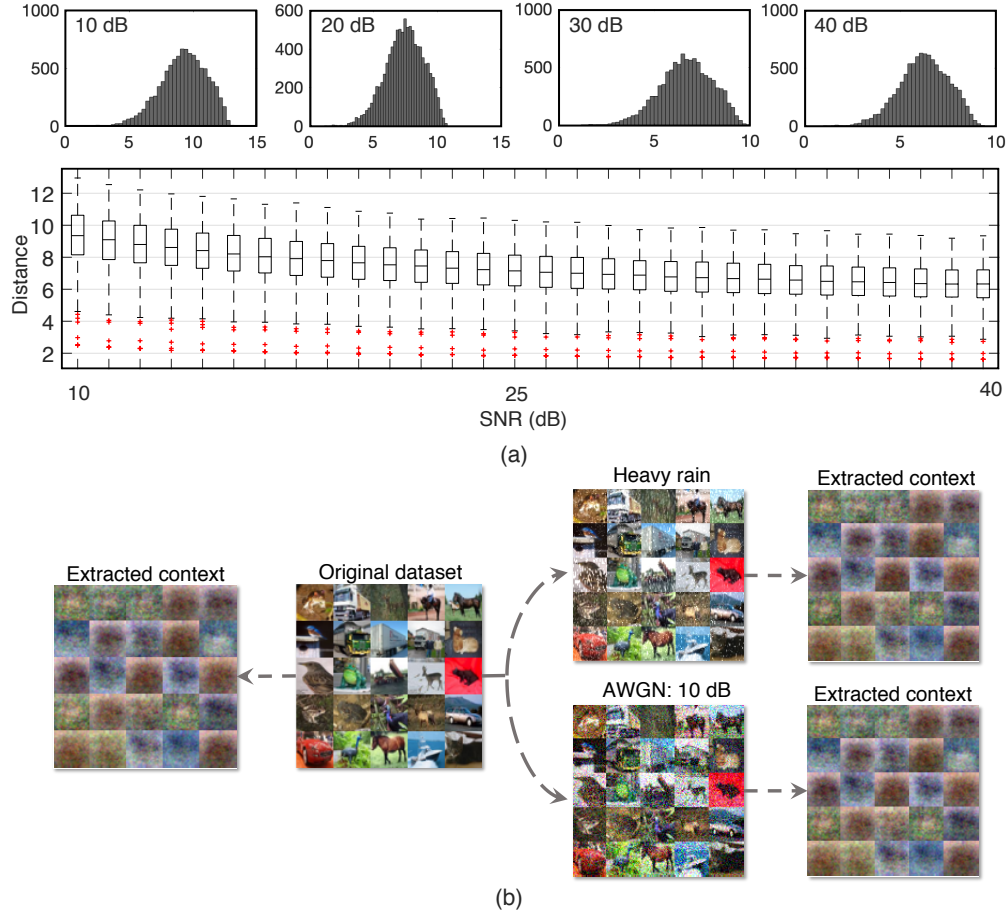 1000
500
0
10 dB
0 5 10 15
600
400
200
0
20 dB
0 5 10 15
1000
500
0
30 dB
0 5 10
1000
500
0
40 dB
0 5 10
Distance
12
10
8
6
4
2
10 25 40
SNR (dB)
(a)
Heavy rain
Extracted context
Extracted context
Original dataset
AWGN: 10 dB
Extracted context
(b)